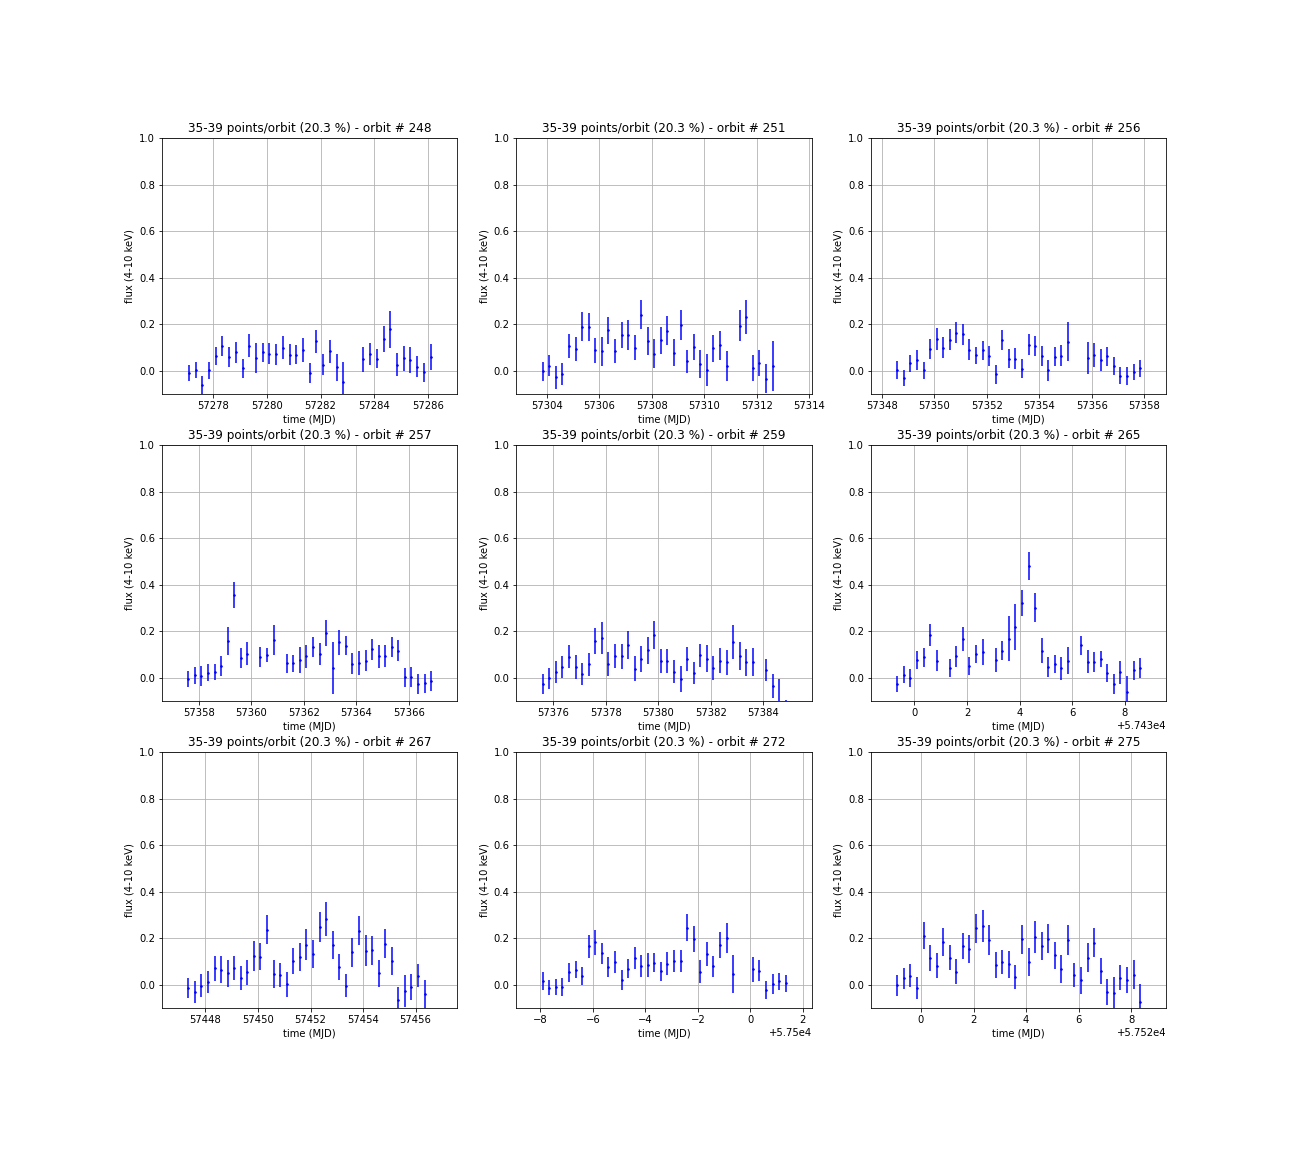 35-39 points/orbit (20.3 %) - orbit # 248
1.0
0.8
0.6
0.4
0.2
0.0
flux (4-10 keV)
57278 57280 57282 57284 57286
time (MJD)
35-39 points/orbit (20.3 %) - orbit # 251
1.0
0.8
0.6
0.4
0.2
0.0
flux (4-10 keV)
57304 57306 57308 57310 57312 57314
time (MJD)
35-39 points/orbit (20.3 %) - orbit # 256
1.0
0.8
0.6
0.4
0.2
0.0
flux (4-10 keV)
57348 57350 57352 57354 57356 57358
time (MJD)
35-39 points/orbit (20.3 %) - orbit # 257
1.0
0.8
0.6
0.4
0.2
0.0
flux (4-10 keV)
57358 57360 57362 57364 57366
time (MJD)
35-39 points/orbit (20.3 %) - orbit # 259
1.0
0.8
0.6
0.4
0.2
0.0
flux (4-10 keV)
57376 57378 57380 57382 57384
time (MJD)
35-39 points/orbit (20.3 %) - orbit # 265
1.0
0.8
0.6
0.4
0.2
0.0
flux (4-10 keV)
0 2 4 6 8
time (MJD)
+5.743e4
35-39 points/orbit (20.3 %) - orbit # 267
1.0
0.8
0.6
0.4
0.2
0.0
flux (4-10 keV)
57448 57450 57452 57454 57456
time (MJD)
35-39 points/orbit (20.3 %) - orbit # 272
1.0
0.8
0.6
0.4
0.2
0.0
flux (4-10 keV)
−8 −6 −4 −2 0 2
time (MJD)
+5.75e4
35-39 points/orbit (20.3 %) - orbit # 275
1.0
0.8
0.6
0.4
0.2
0.0
flux (4-10 keV)
0 2 4 6 8
time (MJD)
+5.752e4